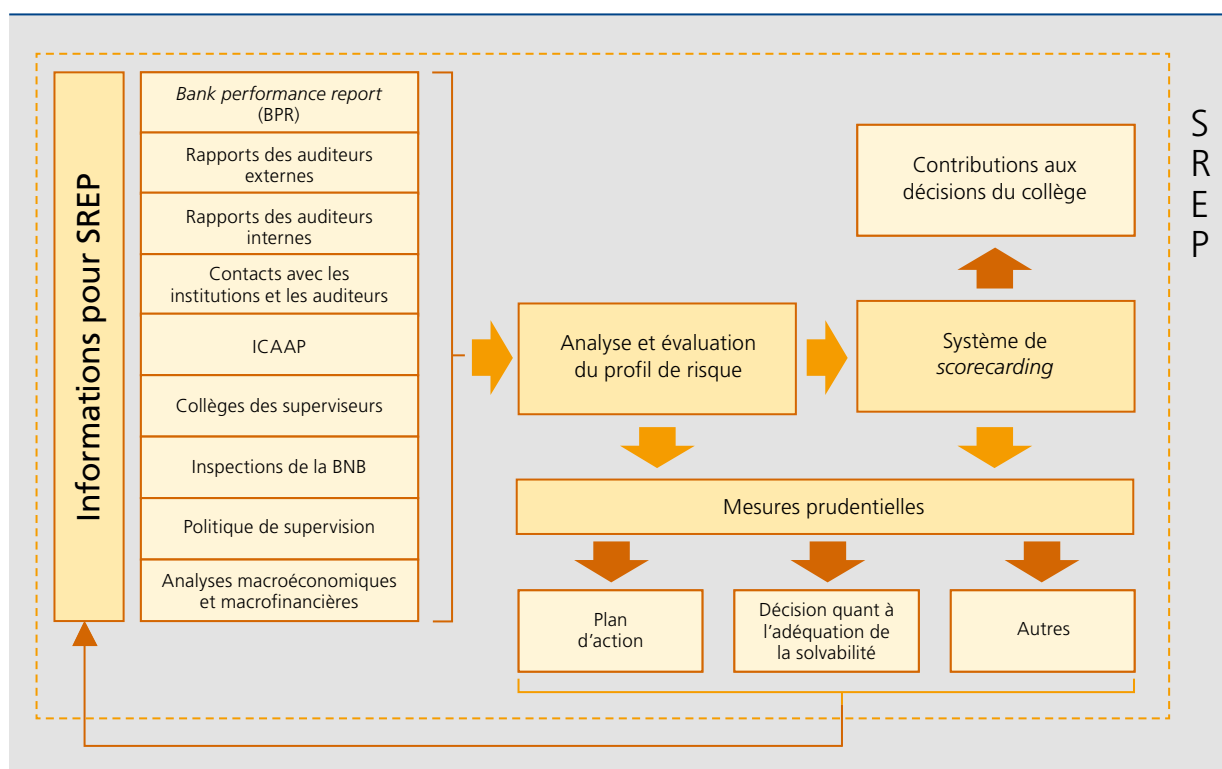 Informations pour SREP
Bank performance report
(BPR)
Rapports des auditeurs
externes
Rapports des auditeurs
internes
Contacts avec les
institutions et les auditeurs
ICAAP
Collèges des superviseurs
Inspections de la BNB
Politique de supervision
Analyses macroéconomiques
et macrofinancières
Analyse et évaluation
du profil de risque
Système de
scorecarding
Contributions aux
décisions du collège
Mesures prudentielles
Plan
d'action
Décision quant à
l'adéquation de
la solvabilité
Autres
S
R
E
P